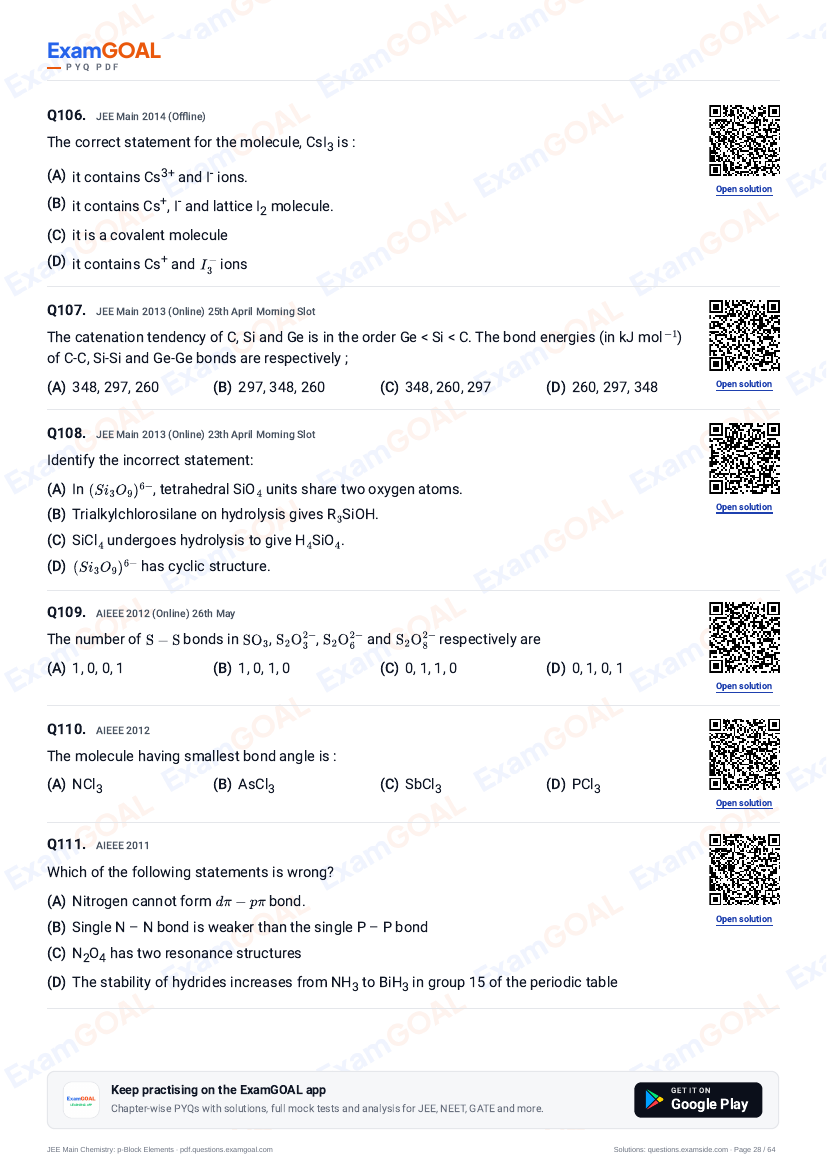 ExamGOAL
PYQ PDF
Q106. JEE Main 2014 (Offline)
The correct statement for the molecule, CsI₃ is :
(A) it contains Cs³⁺ and I⁻ ions.
(B) it contains Cs⁺, I⁻ and lattice I₂ molecule.
(C) it is a covalent molecule
(D) it contains Cs⁺ and I₃⁻ ions
Open solution
Q107. JEE Main 2013 (Online) 25th April Morning Slot
The catenation tendency of C, Si and Ge is in the order Ge < Si < C. The bond energies (in kJ mol⁻¹)
of C-C, Si-Si and Ge-Ge bonds are respectively ;
(A) 348, 297, 260 (B) 297, 348, 260 (C) 348, 260, 297 (D) 260, 297, 348
Open solution
Q108. JEE Main 2013 (Online) 23th April Morning Slot
Identify the incorrect statement:
(A) In (Si₃O₉)⁶⁻, tetrahedral SiO₄ units share two oxygen atoms.
(B) Trialkylchlorosilane on hydrolysis gives R₃SiOH.
(C) SiCl₄ undergoes hydrolysis to give H₄SiO₄.
(D) (Si₃O₉)⁶⁻ has cyclic structure.
Open solution
Q109. AIEEE 2012 (Online) 26th May
The number of S − S bonds in SO₃, S₂O₃²⁻, S₂O₆²⁻ and S₂O₈²⁻ respectively are
(A) 1, 0, 0, 1 (B) 1, 0, 1, 0 (C) 0, 1, 1, 0 (D) 0, 1, 0, 1
Open solution
Q110. AIEEE 2012
The molecule having smallest bond angle is :
(A) NCl₃ (B) AsCl₃ (C) SbCl₃ (D) PCl₃
Open solution
Q111. AIEEE 2011
Which of the following statements is wrong?
(A) Nitrogen cannot form dπ − pπ bond.
(B) Single N − N bond is weaker than the single P − P bond
(C) N₂O₄ has two resonance structures
(D) The stability of hydrides increases from NH₃ to BiH₃ in group 15 of the periodic table
Open solution
ExamGOAL
Keep practising on the ExamGOAL app
Chapter-wise PYQs with solutions, full mock tests and analysis for JEE, NEET, GATE and more.
GET IT ON
Google Play
JEE Main Chemistry: p-Block Elements · pdf.questions.examgoal.com
Solutions: questions.examside.com · Page 28 / 64